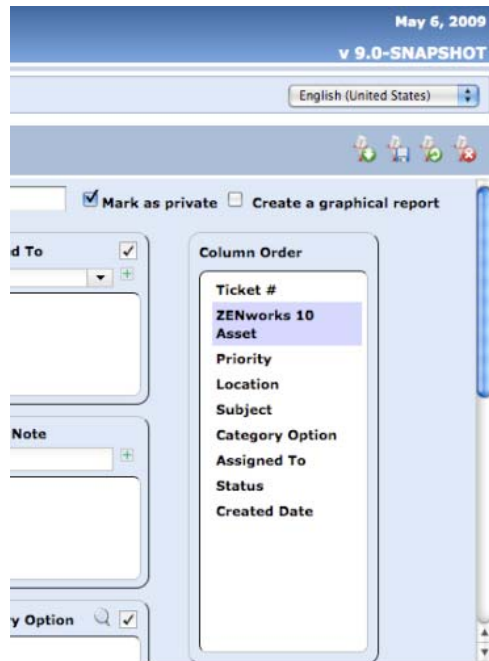 May 6, 2009
v 9.0-SNAPSHOT
English (United States)
Mark as private Create a graphical report
d To
Column Order
Ticket #
ZENworks 10
Asset
Priority
Location
Subject
Category Option
Assigned To
Status
Created Date
Note
y Option